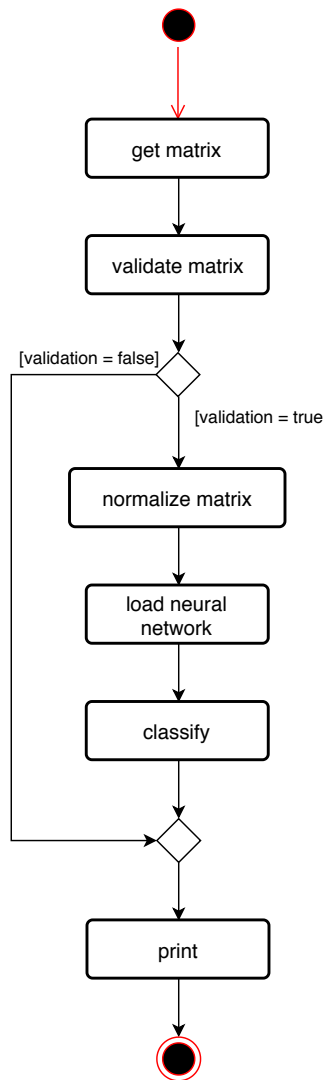 get matrix
validate matrix
[validation = false]
[validation = true
normalize matrix
load neural
network
classify
print